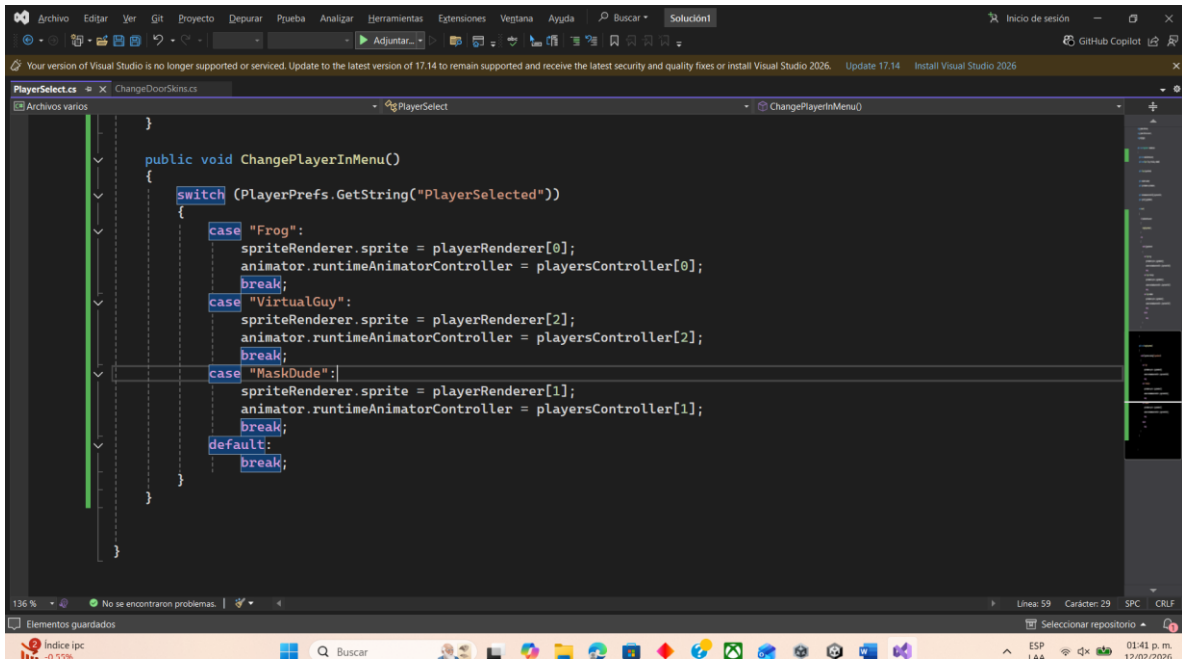 Archivo Editar Ver Git Proyecto Depurar Prueba Analizar Herramientas Extensiones Ventana Ayuda Buscar Solución1 Inicio de sesión
Adjuntar... GitHub Copilot
Your version of Visual Studio is no longer supported or serviced. Update to the latest version of 17.14 to remain supported and receive the latest security and quality fixes or install Visual Studio 2026. Update 17.14 Install Visual Studio 2026
PlayerSelect.cs ChangeDoorSkins.cs
Archivos varios PlayerSelect ChangePlayerInMenu()
}
public void ChangePlayerInMenu()
{
switch (PlayerPrefs.GetString("PlayerSelected"))
{
case "Frog":
spriteRenderer.sprite = playerRenderer[0];
animator.runtimeAnimatorController = playersController[0];
break;
case "VirtualGuy":
spriteRenderer.sprite = playerRenderer[2];
animator.runtimeAnimatorController = playersController[2];
break;
case "MaskDude":
spriteRenderer.sprite = playerRenderer[1];
animator.runtimeAnimatorController = playersController[1];
break;
default:
break;
}
}
}
136 % No se encontraron problemas. Línea: 59 Carácter: 29 SPC CRLF
Elementos guardados Seleccionar repositorio
2 Índice ipc
-0.55%
Buscar
ESP
LAA
01:41 p. m.
12/02/2026